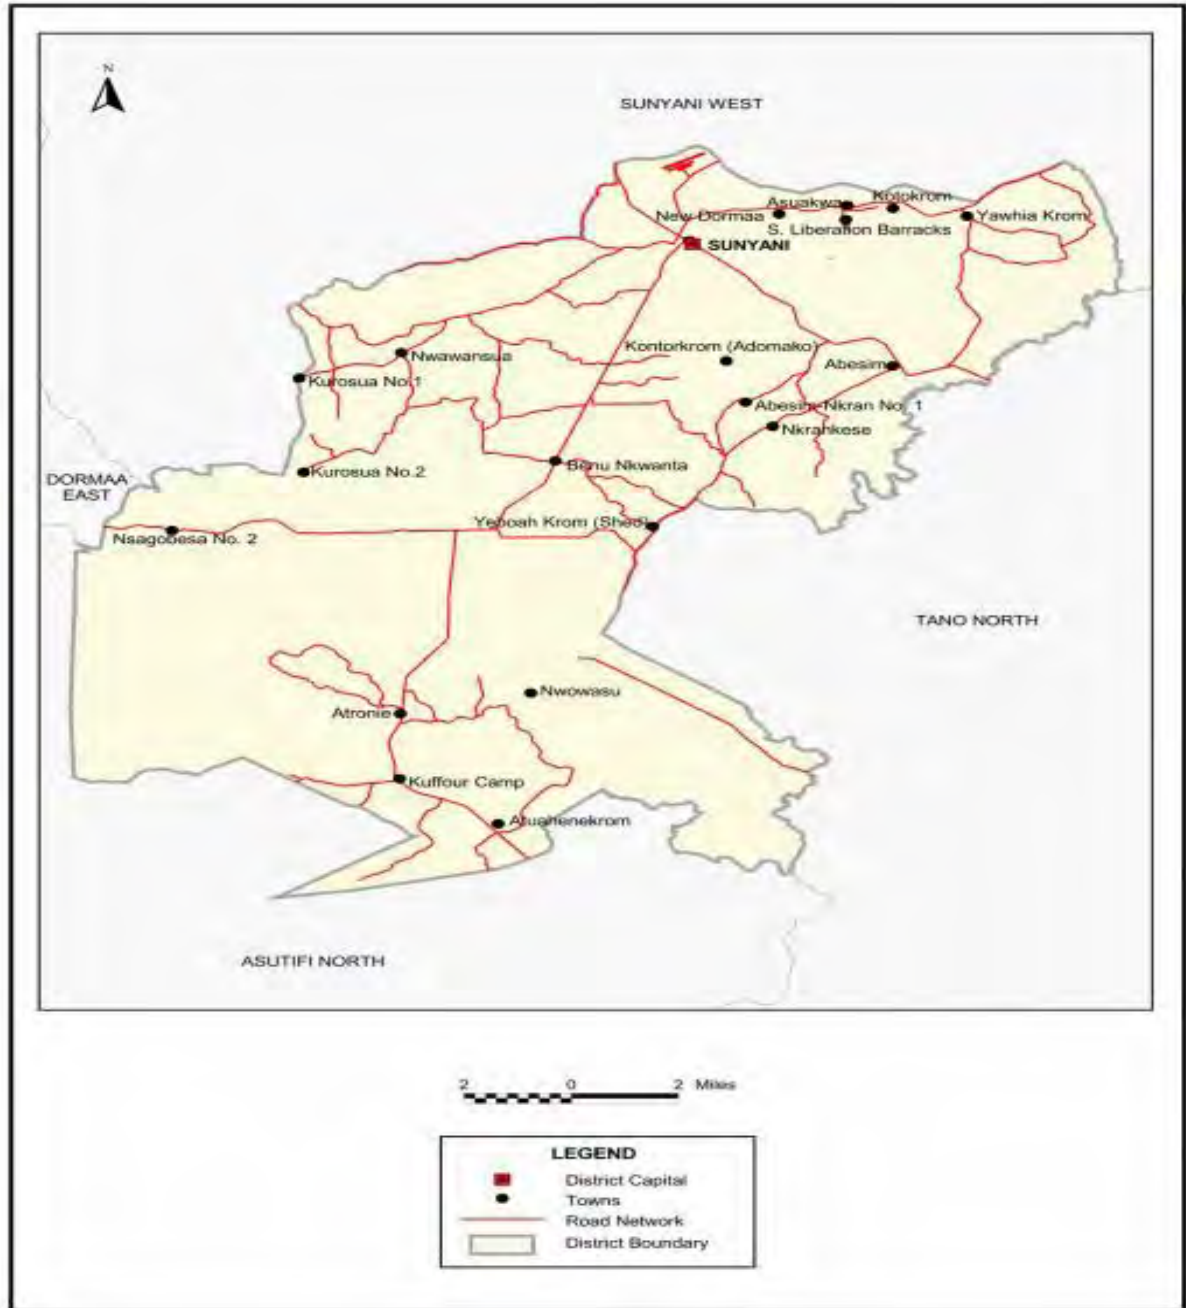 N
SUNYANI WEST
Asuakwa
Kotokrom
New Dormaa
Yawhia Krom
S. Liberation Barracks
SUNYANI
Kontorkrom (Adomako)
Nwawansua
Abesim
Kurosua No.1
Abesim-Nkran No. 1
Nkrankese
Benu Nkwanta
Kurosua No.2
DORMAA
EAST
Yeboah Krom (Shed)
Nsagobesa No. 2
TANO NORTH
Nwowasu
Atronie
Kuffour Camp
Atuahenekrom
ASUTIFI NORTH
2 0 2 Miles
LEGEND
District Capital
Towns
Road Network
District Boundary